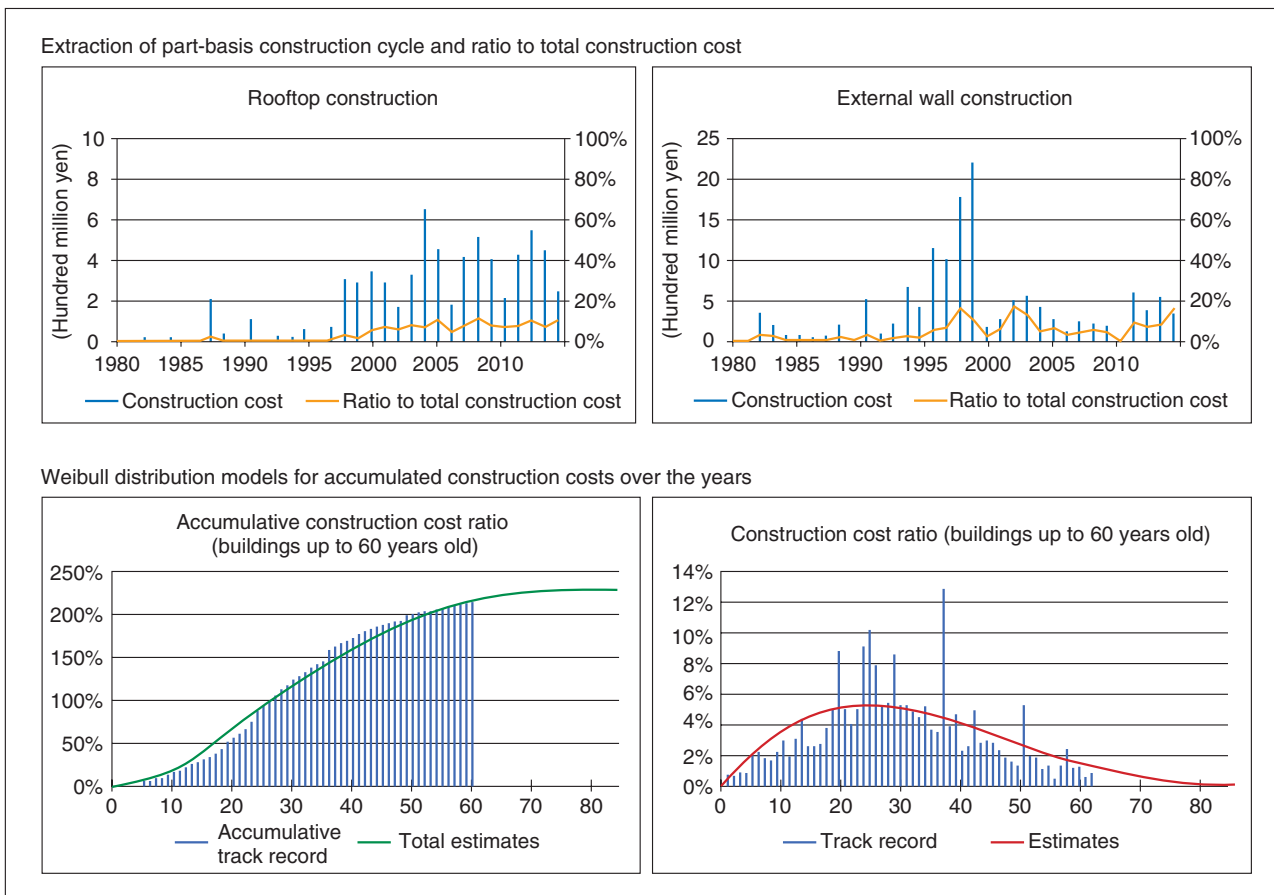 Extraction of part-basis construction cycle and ratio to total construction cost
Rooftop construction
(Hundred million yen)
10
8
6
4
2
0
100%
80%
60%
40%
20%
0%
1980 1985 1990 1995 2000 2005 2010
Construction cost Ratio to total construction cost
External wall construction
(Hundred million yen)
25
20
15
10
5
0
100%
80%
60%
40%
20%
0%
1980 1985 1990 1995 2000 2005 2010
Construction cost Ratio to total construction cost
Weibull distribution models for accumulated construction costs over the years
Accumulative construction cost ratio
(buildings up to 60 years old)
250%
200%
150%
100%
50%
0%
0 10 20 30 40 50 60 70 80
Accumulative
track record
Total estimates
Construction cost ratio (buildings up to 60 years old)
14%
12%
10%
8%
6%
4%
2%
0%
0 10 20 30 40 50 60 70 80
Track record Estimates